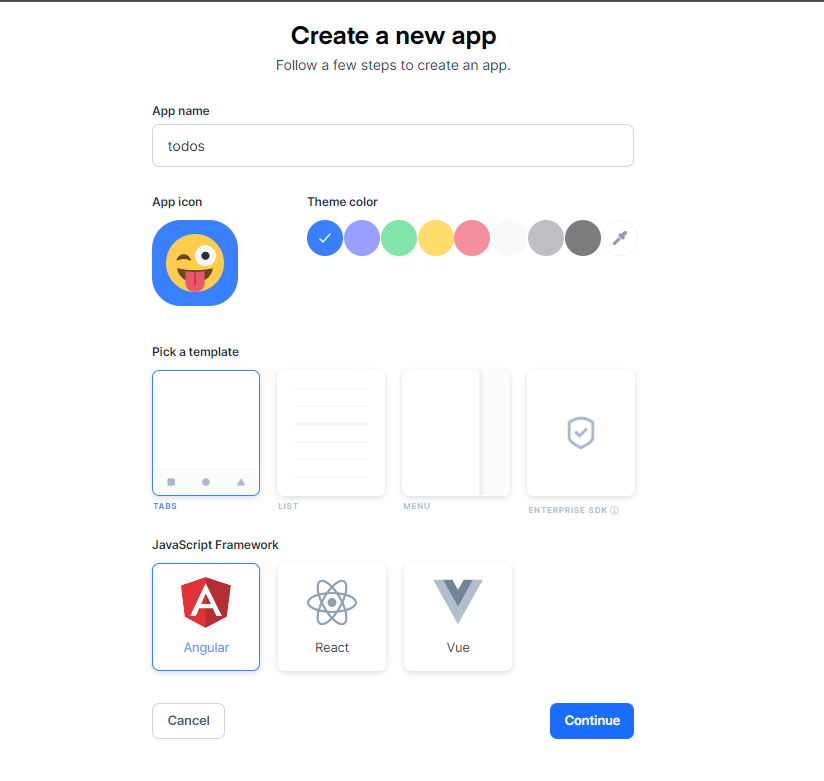 Create a new app
Follow a few steps to create an app.
App name
todos
App icon
Theme color
Pick a template
TABS
LIST
MENU
ENTERPRISE SDK
JavaScript Framework
Angular
React
Vue
Cancel
Continue